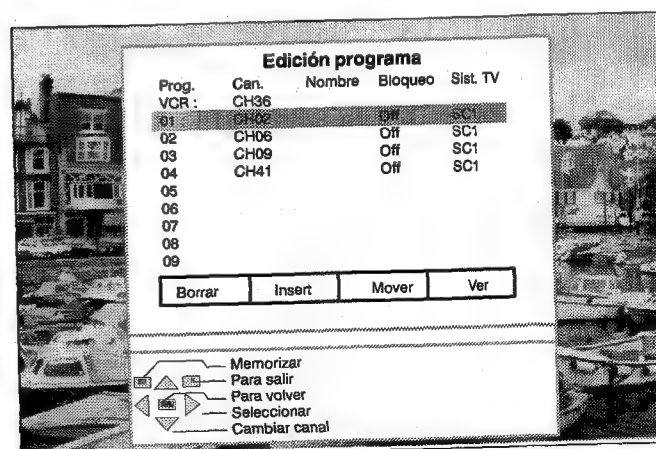 Edición programa
Prog. Can. Nombre Bloqueo Sist. TV
VCR : CH36
01 CH02 Off SC1
02 CH06 Off SC1
03 CH09 Off SC1
04 CH41 Off SC1
05
06
07
08
09
Borrar Insert Mover Ver
Memorizar
Para salir
Para volver
Seleccionar
Cambiar canal